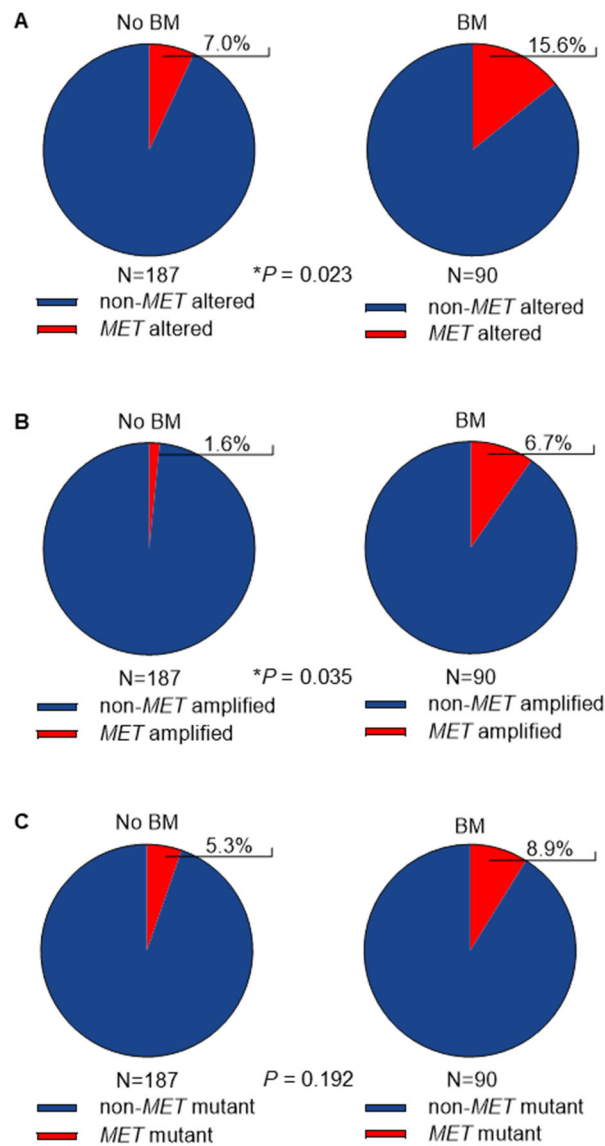 A
No BM
BM
7.0%
15.6%
N=187
*P = 0.023
N=90
non-MET altered
MET altered
non-MET altered
MET altered
B
No BM
BM
1.6%
6.7%
N=187
*P = 0.035
N=90
non-MET amplified
MET amplified
non-MET amplified
MET amplified
C
No BM
BM
5.3%
8.9%
N=187
P = 0.192
N=90
non-MET mutant
MET mutant
non-MET mutant
MET mutant